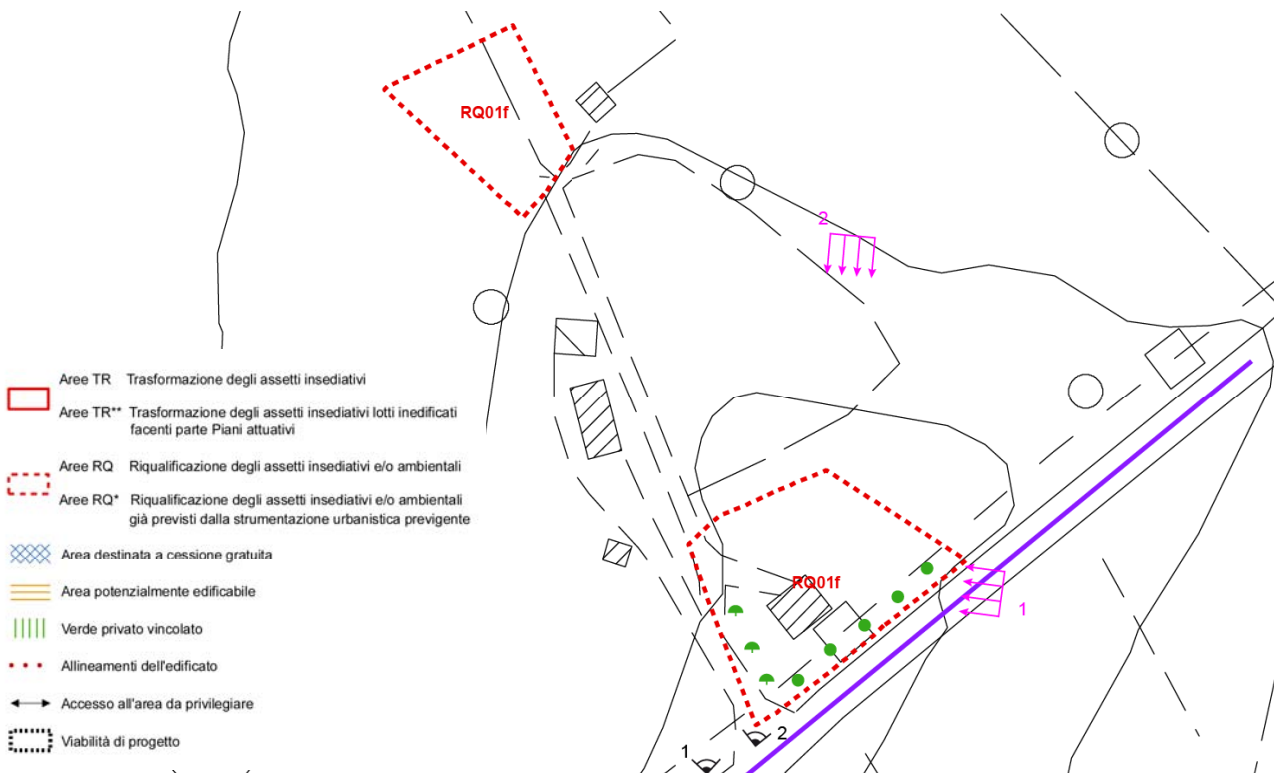 RQ01f
2
Aree TR Trasformazione degli assetti insediativi
Aree TR** Trasformazione degli assetti insediativi lotti inedificati
facenti parte Piani attuativi
Aree RQ Riqualificazione degli assetti insediativi e/o ambientali
Aree RQ* Riqualificazione degli assetti insediativi e/o ambientali
già previsti dalla strumentazione urbanistica previgente
Area destinata a cessione gratuita
Area potenzialmente edificabile
Verde privato vincolato
Allineamenti dell'edificato
Accesso all'area da privilegiare
Viabilità di progetto
RQ01f
1
2
1